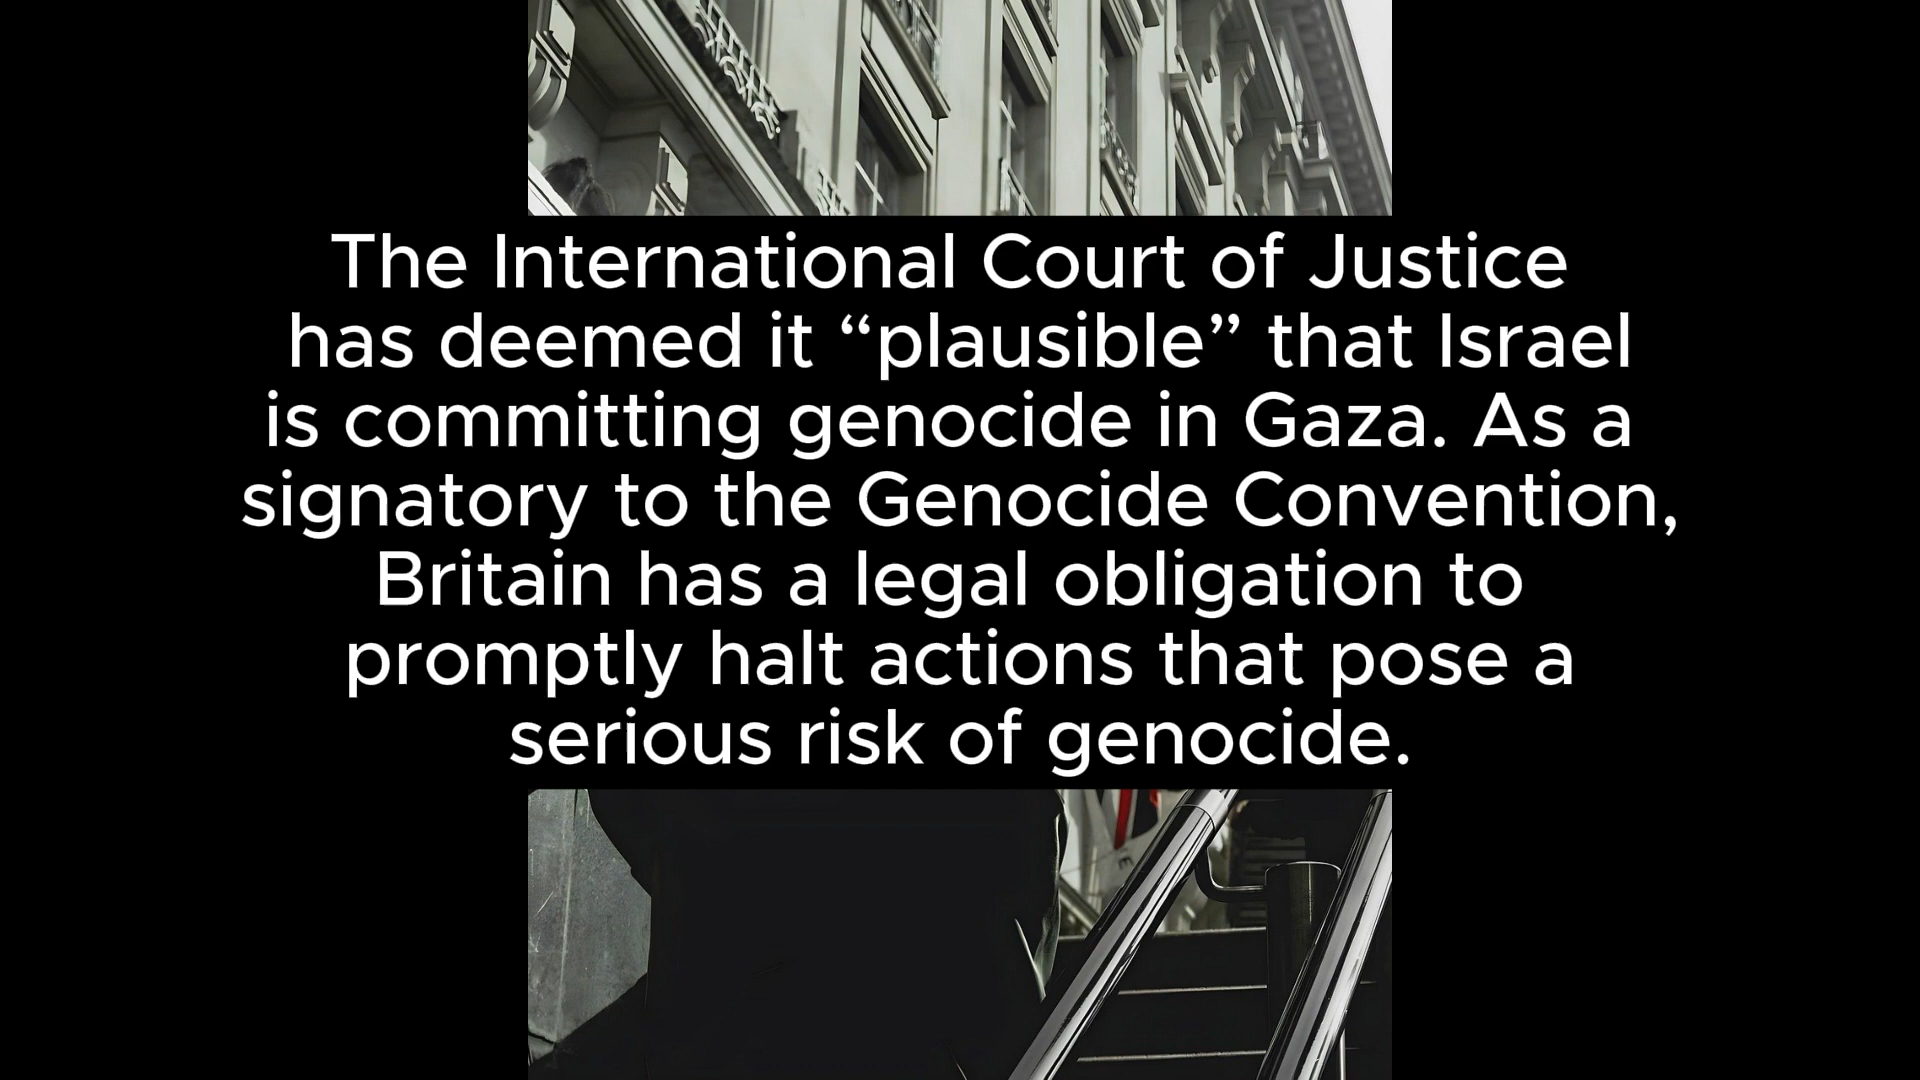 The International Court of Justice
has deemed it “plausible” that Israel
is committing genocide in Gaza. As a
signatory to the Genocide Convention,
Britain has a legal obligation to
promptly halt actions that pose a
serious risk of genocide.